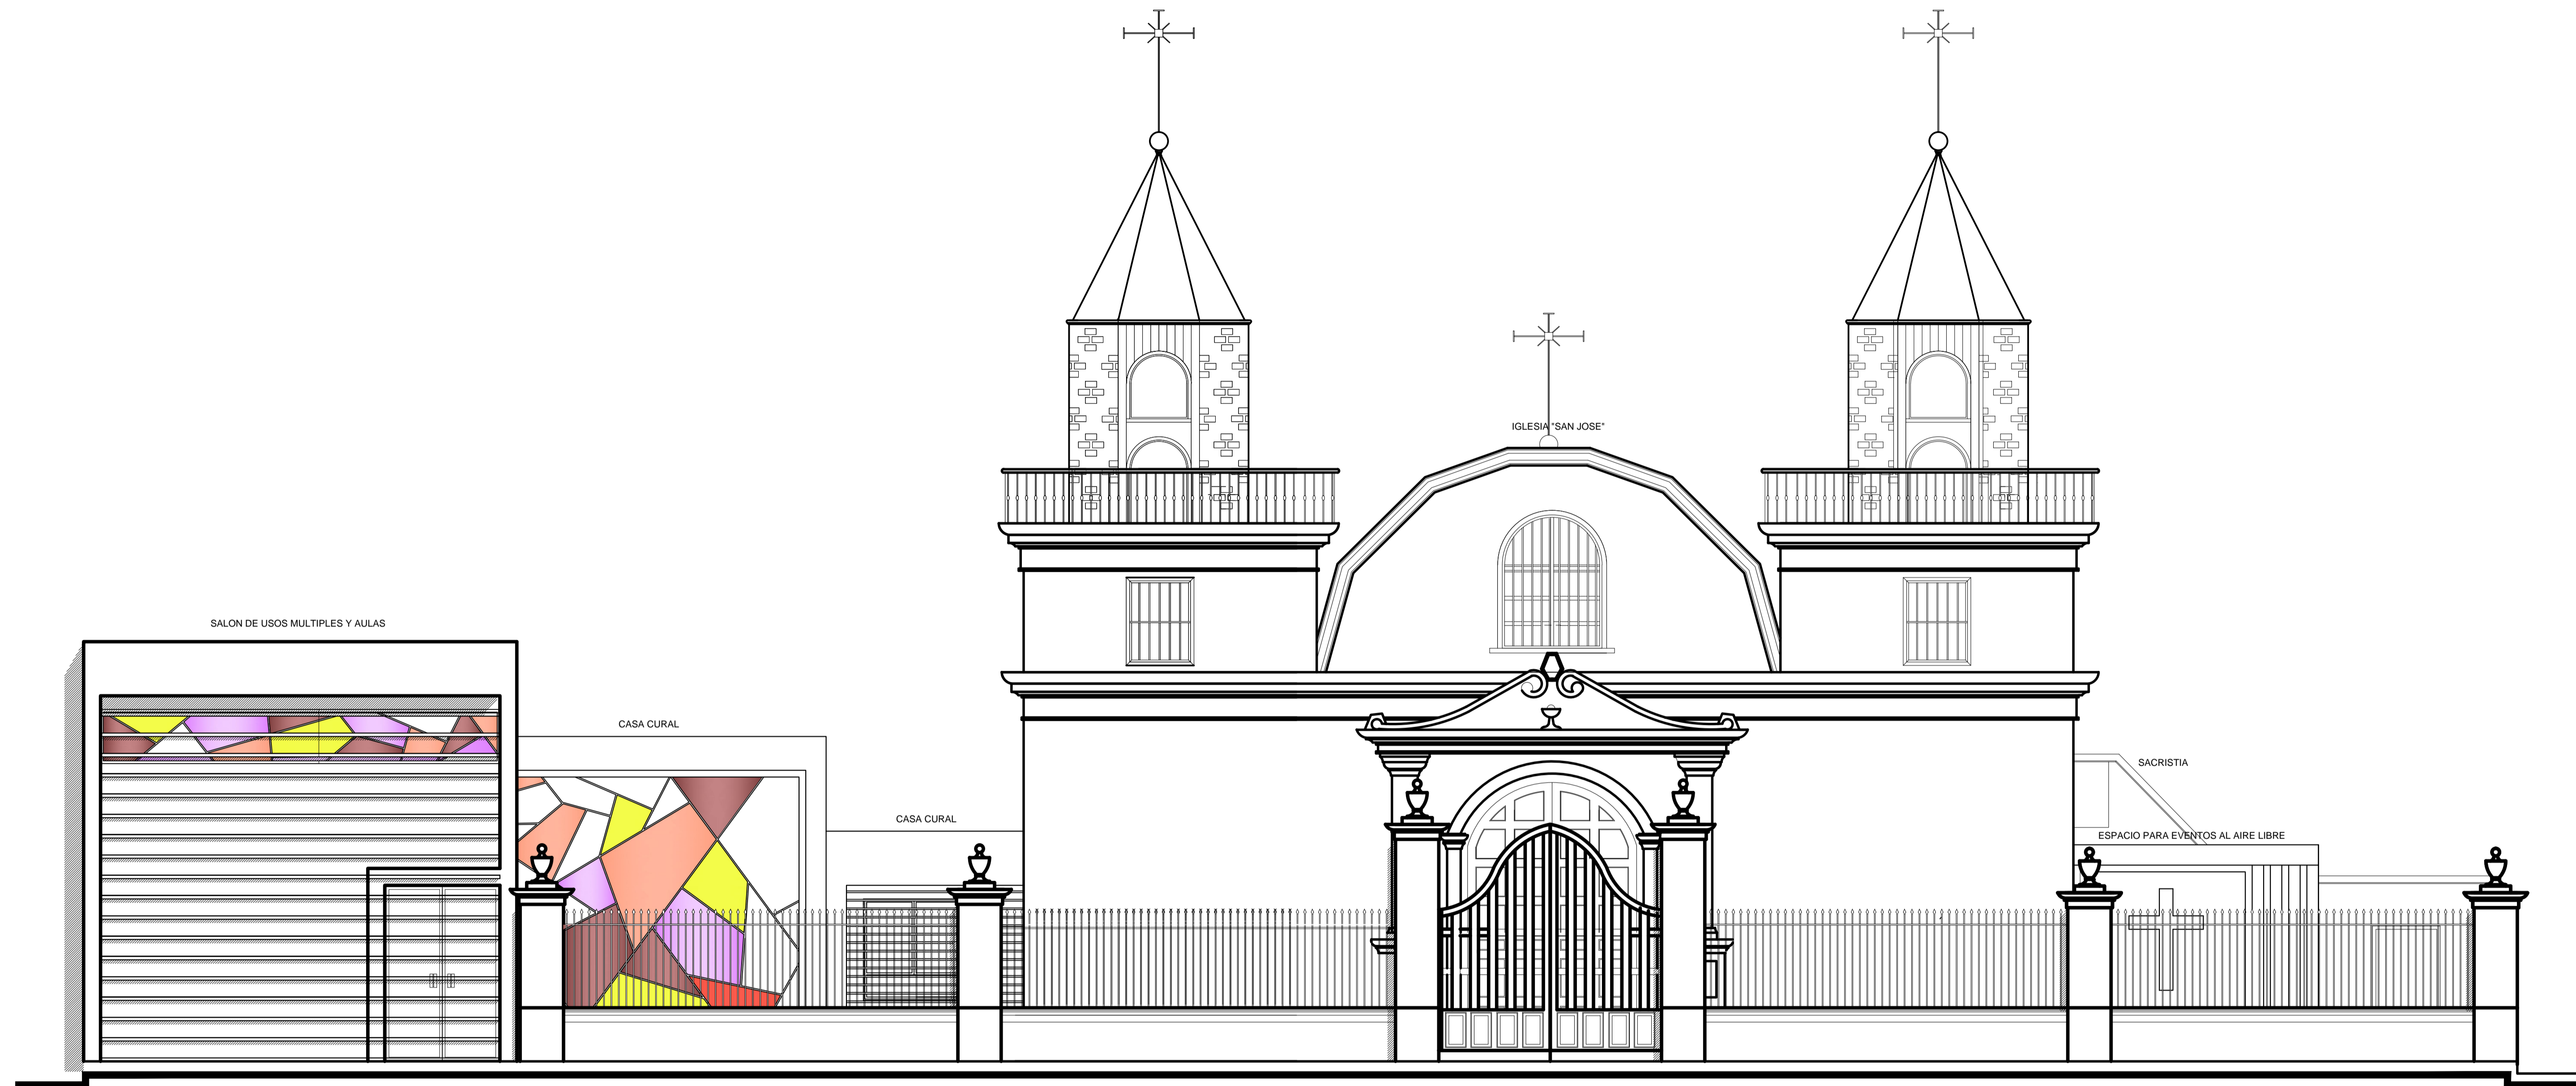 IGLESIA "SAN JOSE"
SALON DE USOS MULTIPLES Y AULAS
CASA CURAL
CASA CURAL
SACRISTIA
ESPACIO PARA EVENTOS AL AIRE LIBRE